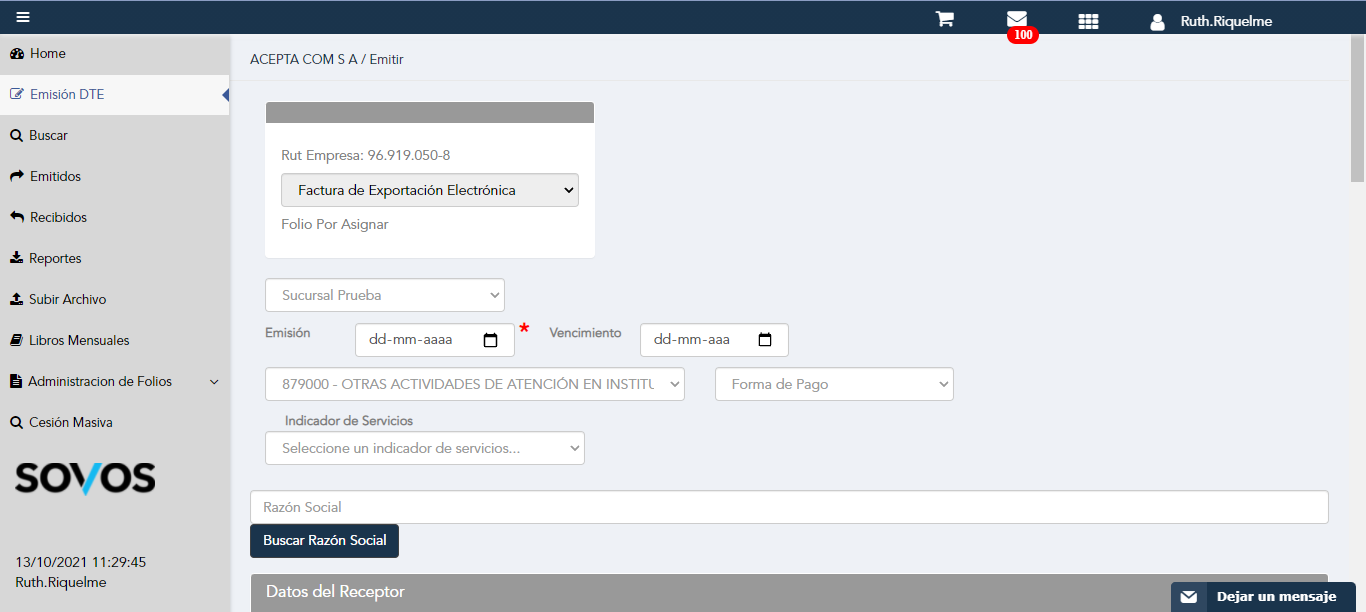 100
Ruth.Riquelme
Home
Emisión DTE
Buscar
Emitidos
Recibidos
Reportes
Subir Archivo
Libros Mensuales
Administracion de Folios
Cesión Masiva
SOVOS
13/10/2021 11:29:45
Ruth.Riquelme
ACEPTA COM S A / Emitir
Rut Empresa: 96.919.050-8
Factura de Exportación Electrónica
Folio Por Asignar
Sucursal Prueba
Emisión dd-mm-aaaa * Vencimiento dd-mm-aaa
879000 - OTRAS ACTIVIDADES DE ATENCIÓN EN INSTITU Forma de Pago
Indicador de Servicios
Seleccione un indicador de servicios...
Razón Social
Buscar Razón Social
Datos del Receptor
Dejar un mensaje